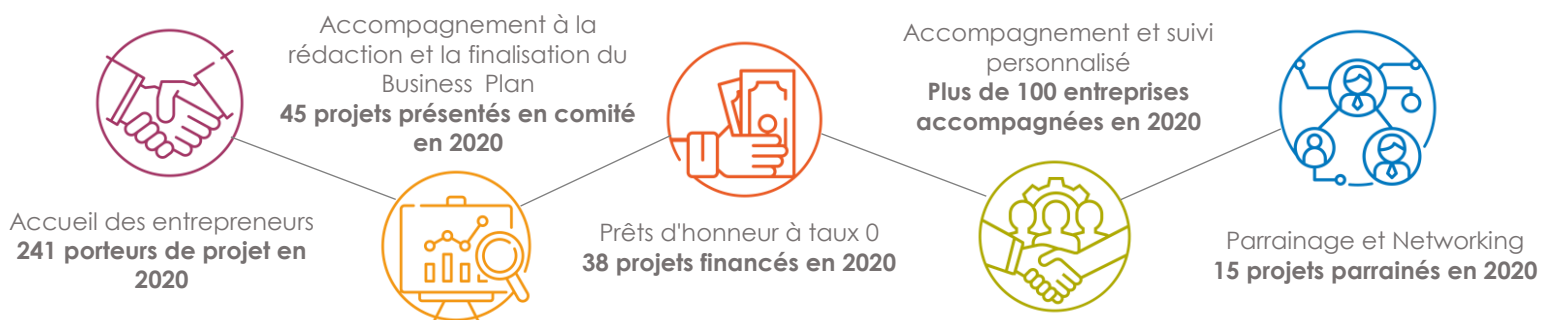 Accueil des entrepreneurs
241 porteurs de projet en
2020
Accompagnement à la
rédaction et la finalisation du
Business Plan
45 projets présentés en comité
en 2020
Prêts d'honneur à taux 0
38 projets financés en 2020
Accompagnement et suivi
personnalisé
Plus de 100 entreprises
accompagnées en 2020
Parrainage et Networking
15 projets parrainés en 2020